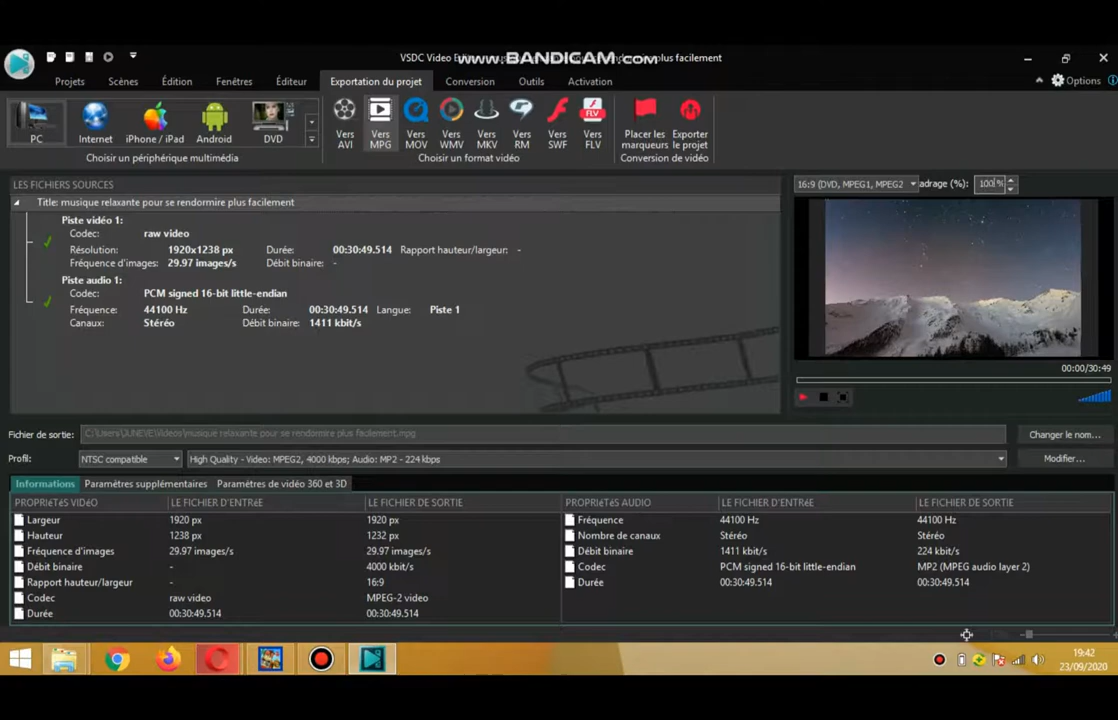 VSDC Video E
www.BANDICAM.com
plus facilement
Projets Scènes Édition Fenêtres Éditeur Exportation du projet Conversion Outils Activation Options
PC Internet iPhone / iPad Android DVD
Choisir un périphérique multimédia
Vers AVI
Vers MPG
Vers MOV
Vers WMV
Vers MKV
Vers RM
Vers SWF
Vers FLV
Choisir un format vidéo
Placer les marqueurs
Exporter le projet
Conversion de vidéo
LES FICHIERS SOURCES
Title: musique relaxante pour se rendormire plus facilement
Piste vidéo 1:
Codec: raw video
Résolution: 1920x1238 px Durée: 00:30:49.514 Rapport hauteur/largeur: -
Fréquence d'images: 29.97 images/s Débit binaire: -
Piste audio 1:
Codec: PCM signed 16-bit little-endian
Fréquence: 44100 Hz Durée: 00:30:49.514 Langue: Piste 1
Canaux: Stéréo Débit binaire: 1411 kbit/s
16:9 (DVD, MPEG1, MPEG2 adrage (%): 100%
00:00/30:49
Fichier de sortie: C:\Users\JUNEVE\Videos\musique relaxante pour se rendormire plus facilement.mpg Changer le nom...
Profil: NTSC compatible High Quality - Video: MPEG2, 4000 kbps; Audio: MP2 - 224 kbps Modifier...
Informations Paramètres supplémentaires Paramètres de vidéo 360 et 3D
PROPRIéTéS VIDéO LE FICHIER D'ENTRéE LE FICHIER DE SORTIE
Largeur 1920 px 1920 px
Hauteur 1238 px 1232 px
Fréquence d'images 29.97 images/s 29.97 images/s
Débit binaire - 4000 kbit/s
Rapport hauteur/largeur - 16:9
Codec raw video MPEG-2 video
Durée 00:30:49.514 00:30:49.514
PROPRIéTéS AUDIO LE FICHIER D'ENTRéE LE FICHIER DE SORTIE
Fréquence 44100 Hz 44100 Hz
Nombre de canaux Stéréo Stéréo
Débit binaire 1411 kbit/s 224 kbit/s
Codec PCM signed 16-bit little-endian MP2 (MPEG audio layer 2)
Durée 00:30:49.514 00:30:49.514
19:42
23/09/2020